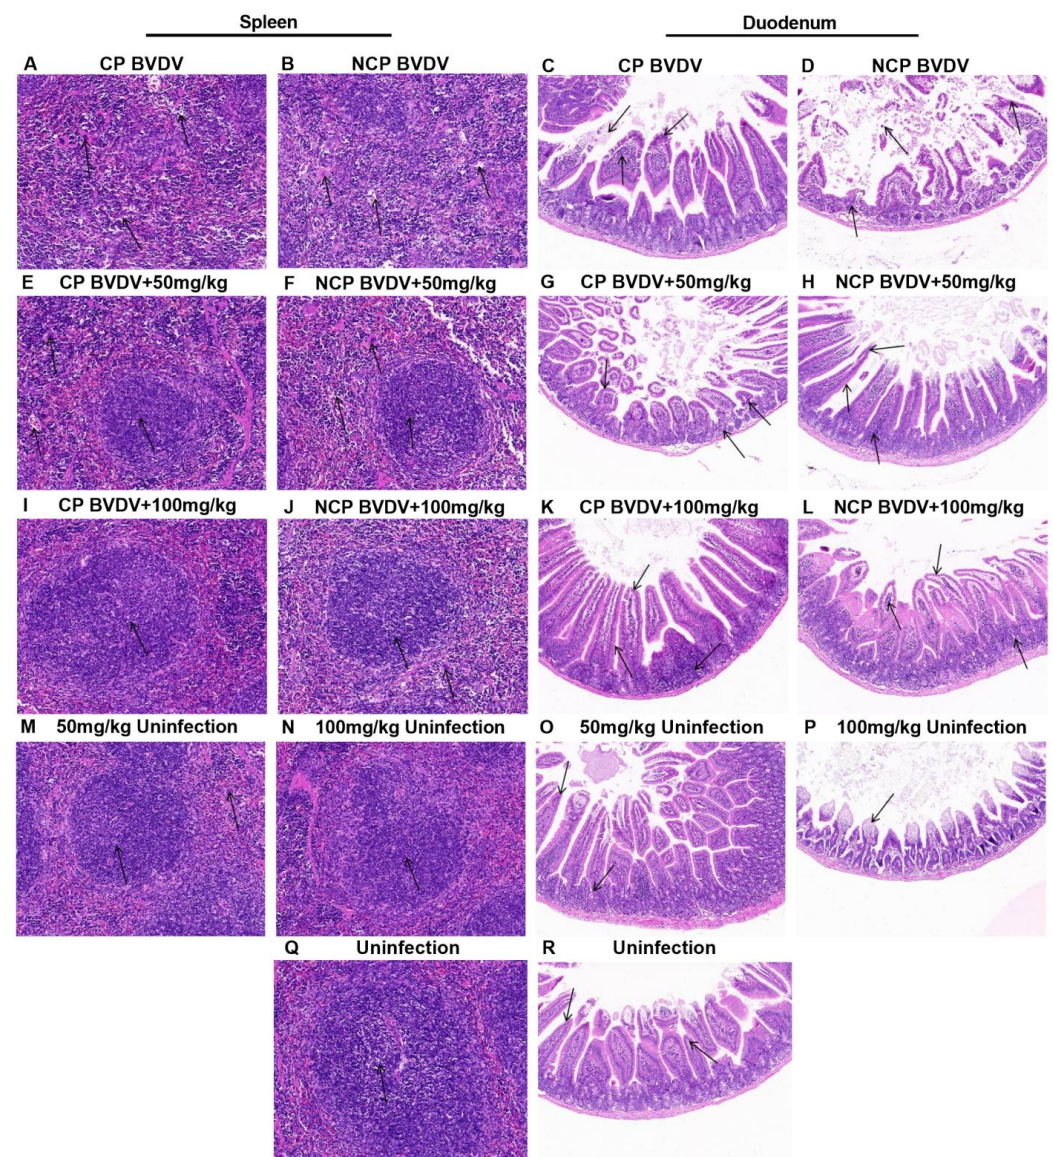 Spleen Duodenum
A CP BVDV B NCP BVDV C CP BVDV D NCP BVDV
E CP BVDV+50mg/kg F NCP BVDV+50mg/kg G CP BVDV+50mg/kg H NCP BVDV+50mg/kg
I CP BVDV+100mg/kg J NCP BVDV+100mg/kg K CP BVDV+100mg/kg L NCP BVDV+100mg/kg
M 50mg/kg Uninfection N 100mg/kg Uninfection O 50mg/kg Uninfection P 100mg/kg Uninfection
Q Uninfection R Uninfection